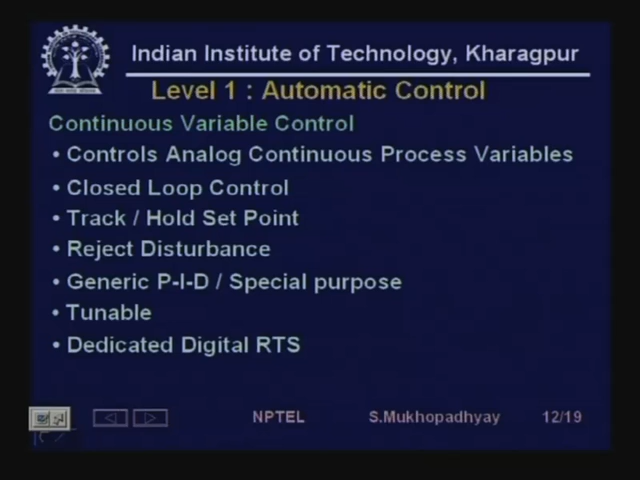 Indian Institute of Technology, Kharagpur
Level 1 : Automatic Control
Continuous Variable Control
• Controls Analog Continuous Process Variables
• Closed Loop Control
• Track / Hold Set Point
• Reject Disturbance
• Generic P-I-D / Special purpose
• Tunable
• Dedicated Digital RTS
NPTEL S.Mukhopadhyay 12/19